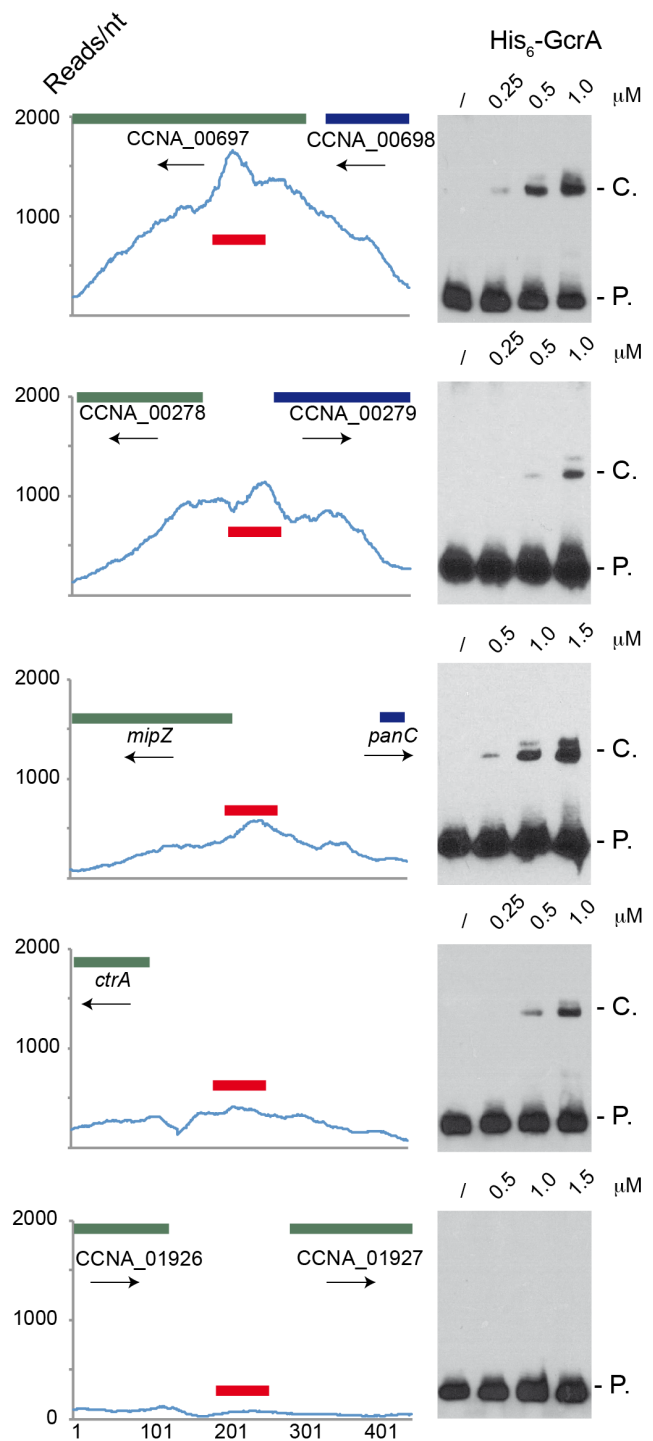 Reads/nt
His6-GcrA
/ 0.25 0.5 1.0 μM
2000
CCNA_00697 CCNA_00698
1000
- C.
- P.
/ 0.25 0.5 1.0 μM
2000
CCNA_00278 CCNA_00279
1000
- C.
- P.
/ 0.5 1.0 1.5 μM
2000
mipZ panC
1000
- C.
- P.
/ 0.25 0.5 1.0 μM
2000
ctrA
1000
- C.
- P.
/ 0.5 1.0 1.5 μM
2000
CCNA_01926 CCNA_01927
1000
- P.
0
1 101 201 301 401